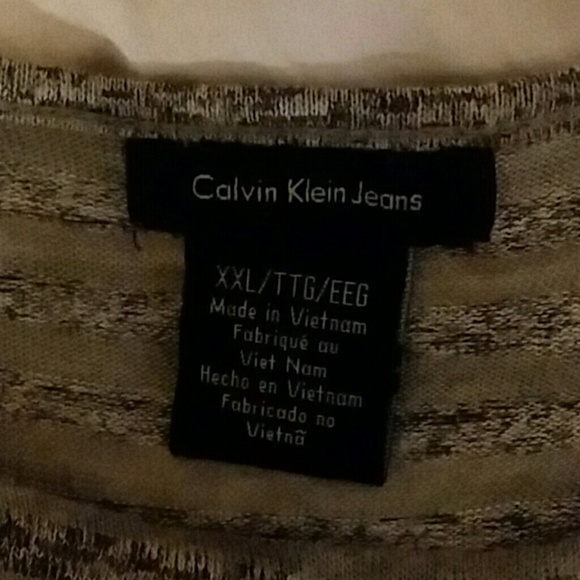 Calvin Klein Jeans
XXL/TTG/EEG
Made in Vietnam
Fabriqué au
Viet Nam
Hecho en Vietnam
Fabricado no
Vietnã